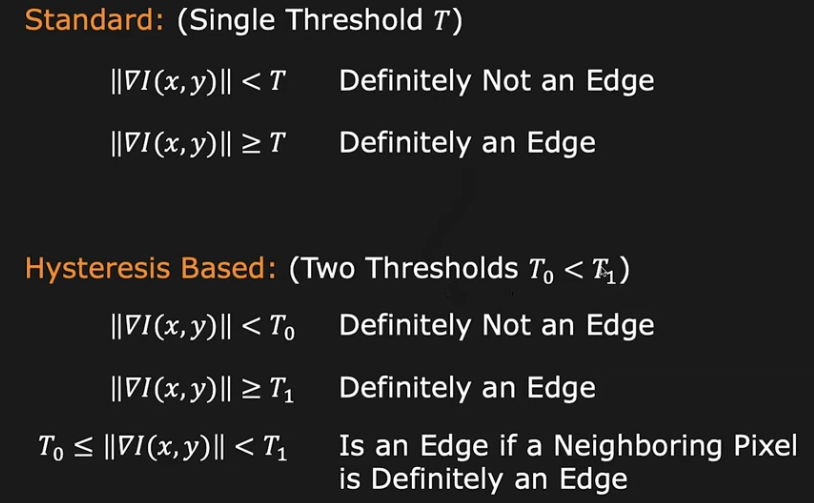 Standard: (Single Threshold T)
||∇I(x, y)|| < T Definitely Not an Edge
||∇I(x, y)|| ≥ T Definitely an Edge
Hysteresis Based: (Two Thresholds T₀ < T₁)
||∇I(x, y)|| < T₀ Definitely Not an Edge
||∇I(x, y)|| ≥ T₁ Definitely an Edge
T₀ ≤ ||∇I(x, y)|| < T₁ Is an Edge if a Neighboring Pixel
is Definitely an Edge